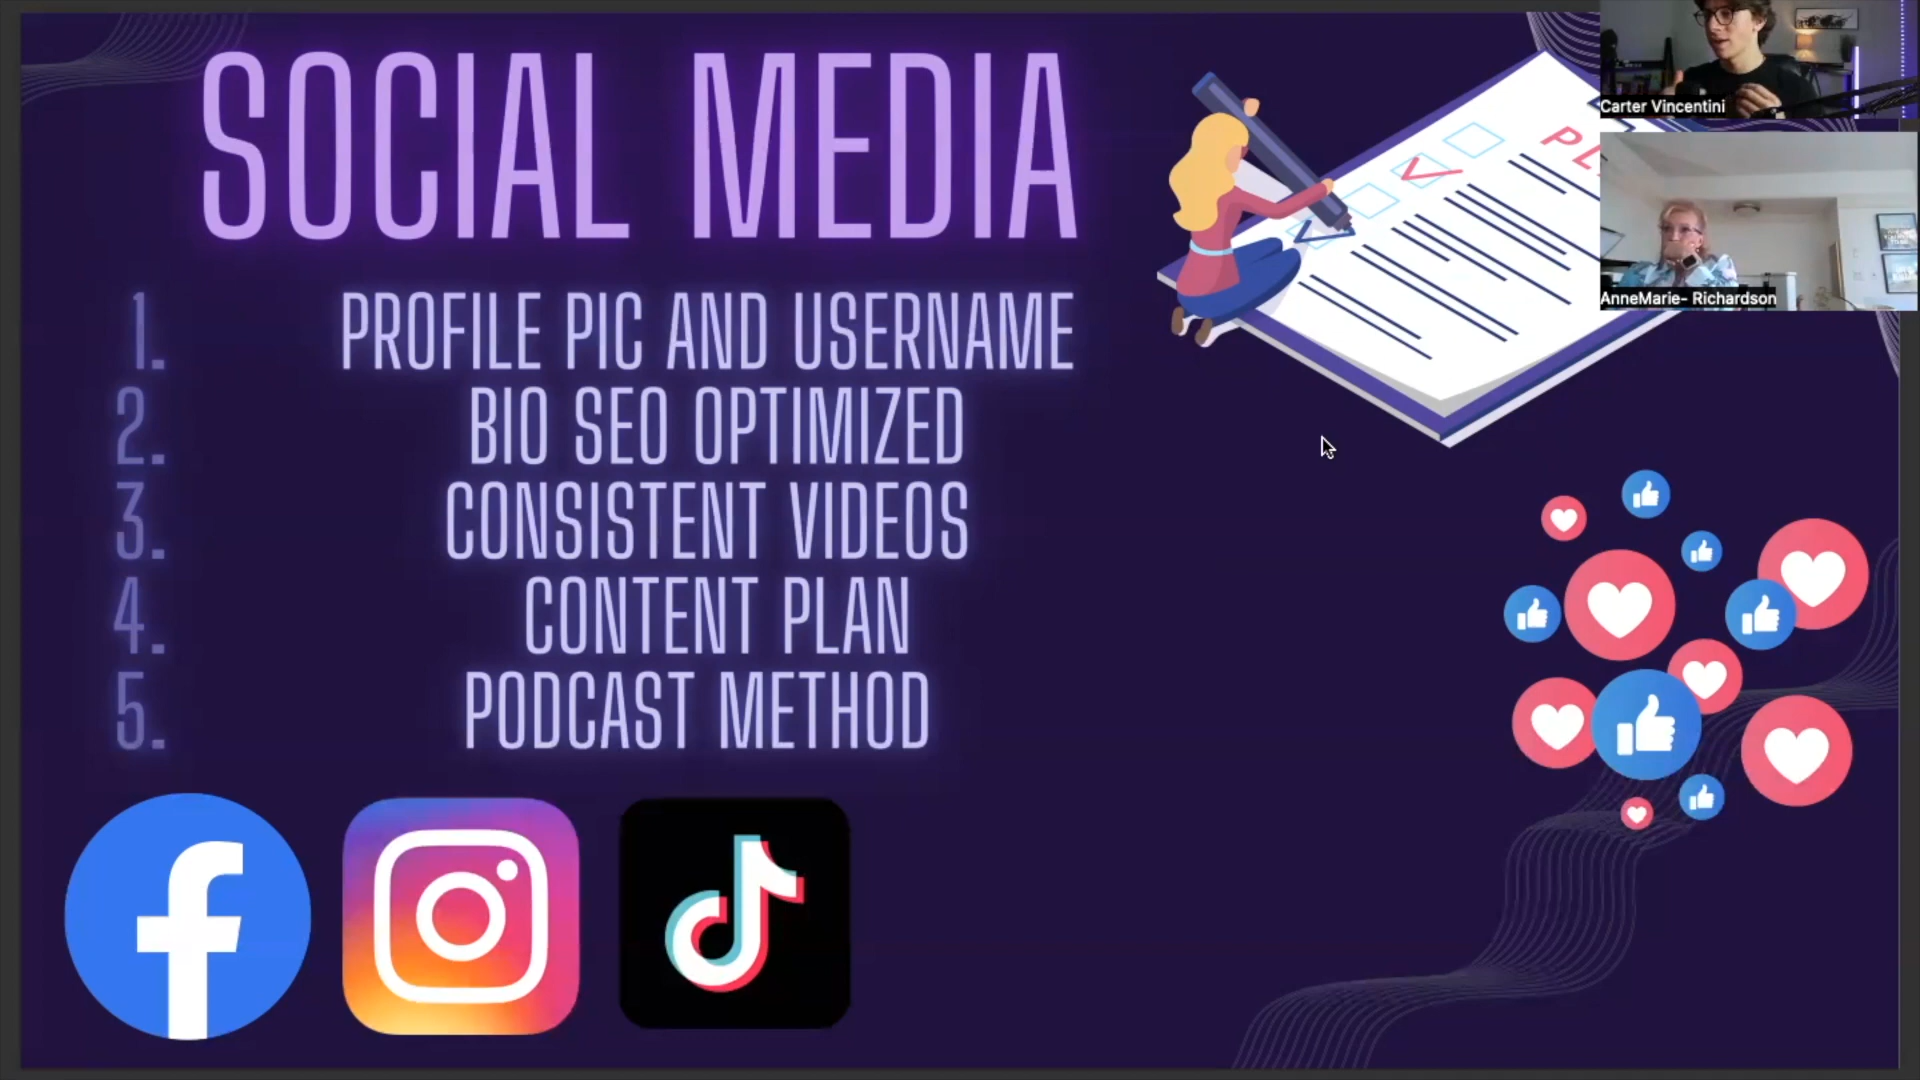 SOCIAL MEDIA
1. PROFILE PIC AND USERNAME
2. BIO SEO OPTIMIZED
3. CONSISTENT VIDEOS
4. CONTENT PLAN
5. PODCAST METHOD
Carter Vincentini
AnneMarie- Richardson